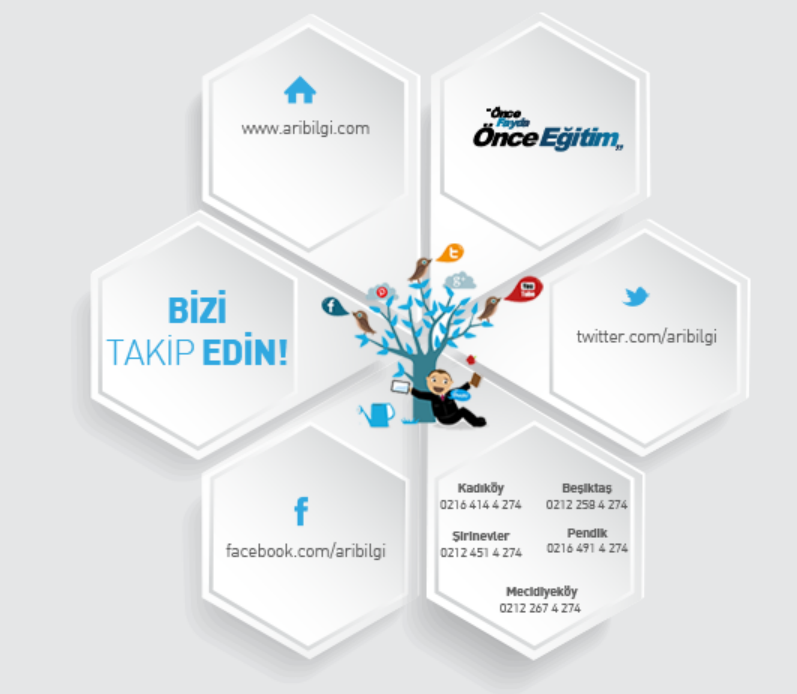 www.aribilgi.com
"Önce
Fayda
Önce Eğitim„
BİZİ
TAKİP EDİN!
twitter.com/aribilgi
g+
You
Tube
facebook.com/aribilgi
Kadıköy
0216 414 4 274
Beşiktaş
0212 258 4 274
Şirinevler
0212 451 4 274
Pendik
0216 491 4 274
Mecidiyeköy
0212 267 4 274